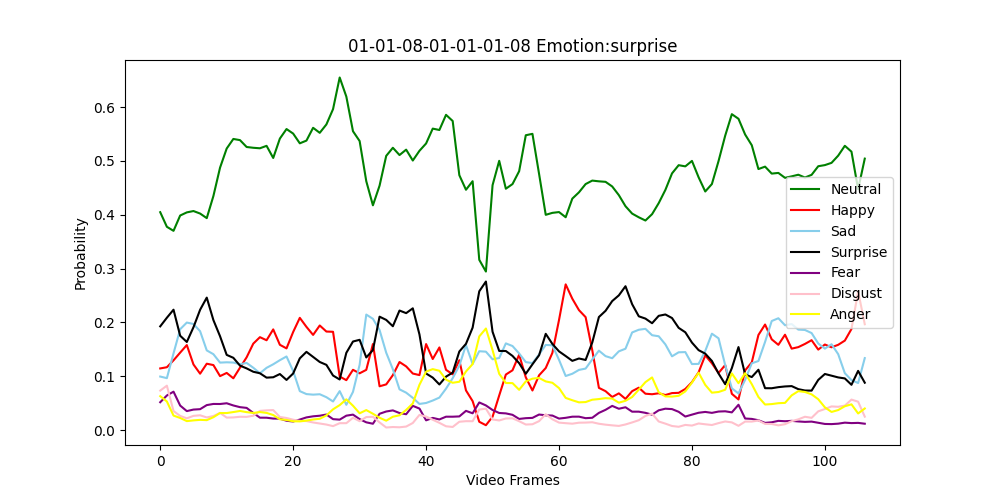 01-01-08-01-01-01-08 Emotion:surprise
Probability
0.6
0.5
0.4
0.3
0.2
0.1
0.0
Neutral
Happy
Sad
Surprise
Fear
Disgust
Anger
0 20 40 60 80 100
Video Frames